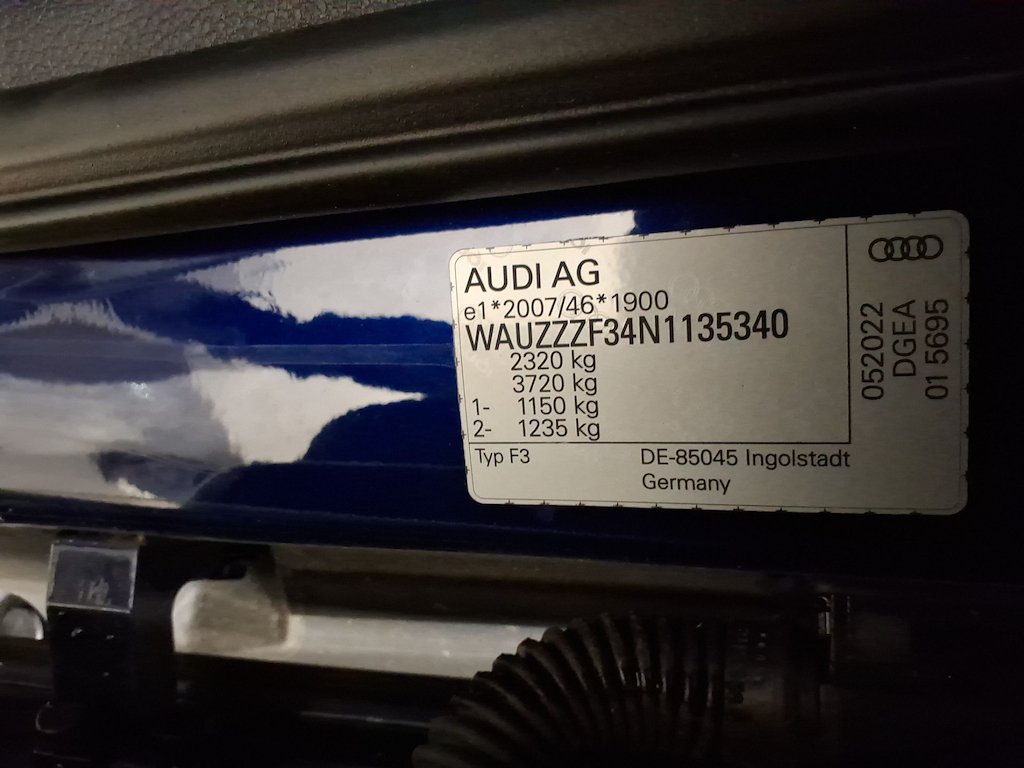 AUDI AG
e1*2007/46*1900
WAUZZZF34N1135340
2320 kg
3720 kg
1- 1150 kg
2- 1235 kg
Typ F3
DE-85045 Ingolstadt
Germany
052022
DGEA
01 5695